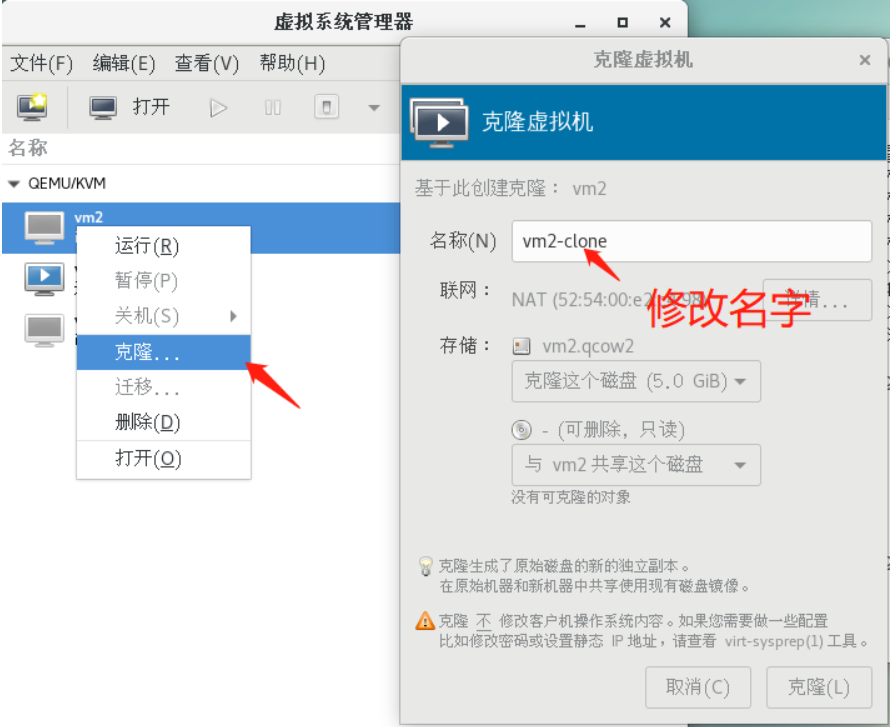 虚拟系统管理器
文件(F) 编辑(E) 查看(V) 帮助(H)
打开
名称
QEMU/KVM
vm2
运行(R)
暂停(P)
关机(S)
克隆...
迁移...
删除(D)
打开(O)
克隆虚拟机
克隆虚拟机
基于此创建克隆： vm2
名称(N) vm2-clone
联网： NAT (52:54:00:e2 98) 详情...
修改名字
存储： vm2.qcow2
克隆这个磁盘 (5.0 GiB)
- (可删除，只读)
与 vm2 共享这个磁盘
没有可克隆的对象
克隆生成了原始磁盘的新的独立副本。
在原始机器和新机器中共享使用现有磁盘镜像。
克隆 不 修改客户机操作系统内容。如果您需要做一些配置
比如修改密码或设置静态 IP 地址，请查看 virt-sysprep(1) 工具。
取消(C) 克隆(L)